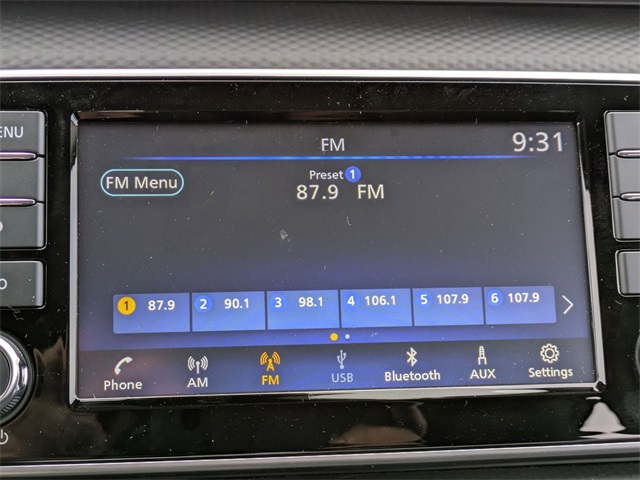 MENU
FM
9:31
FM Menu
Preset 1
87.9 FM
1 87.9 2 90.1 3 98.1 4 106.1 5 107.9 6 107.9
Phone AM FM USB Bluetooth AUX Settings